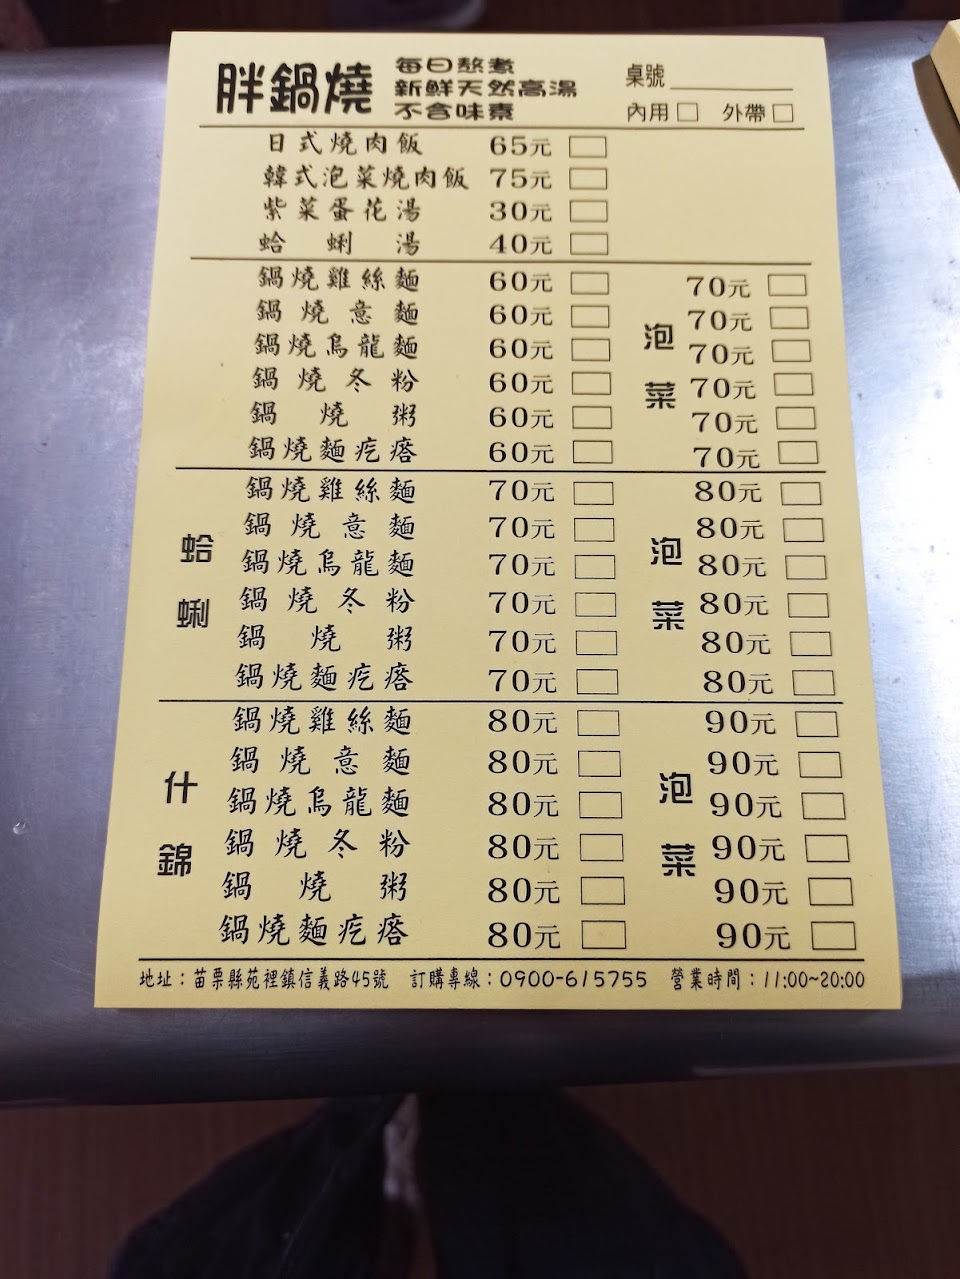 胖鍋燒 每日熬煮 新鮮天然高湯 不含味素
桌號
內用 外帶
日式燒肉飯 65元
韓式泡菜燒肉飯 75元
紫菜蛋花湯 30元
蛤蜊湯 40元
泡菜
鍋燒雞絲麵 60元 70元
鍋燒意麵 60元 70元
鍋燒烏龍麵 60元 70元
鍋燒冬粉 60元 70元
鍋燒粥 60元 70元
鍋燒麵疙瘩 60元 70元
蛤蜊 泡菜
鍋燒雞絲麵 70元 80元
鍋燒意麵 70元 80元
鍋燒烏龍麵 70元 80元
鍋燒冬粉 70元 80元
鍋燒粥 70元 80元
鍋燒麵疙瘩 70元 80元
什錦 泡菜
鍋燒雞絲麵 80元 90元
鍋燒意麵 80元 90元
鍋燒烏龍麵 80元 90元
鍋燒冬粉 80元 90元
鍋燒粥 80元 90元
鍋燒麵疙瘩 80元 90元
地址：苗栗縣苑裡鎮信義路45號 訂購專線：0900-615755 營業時間：11:00~20:00